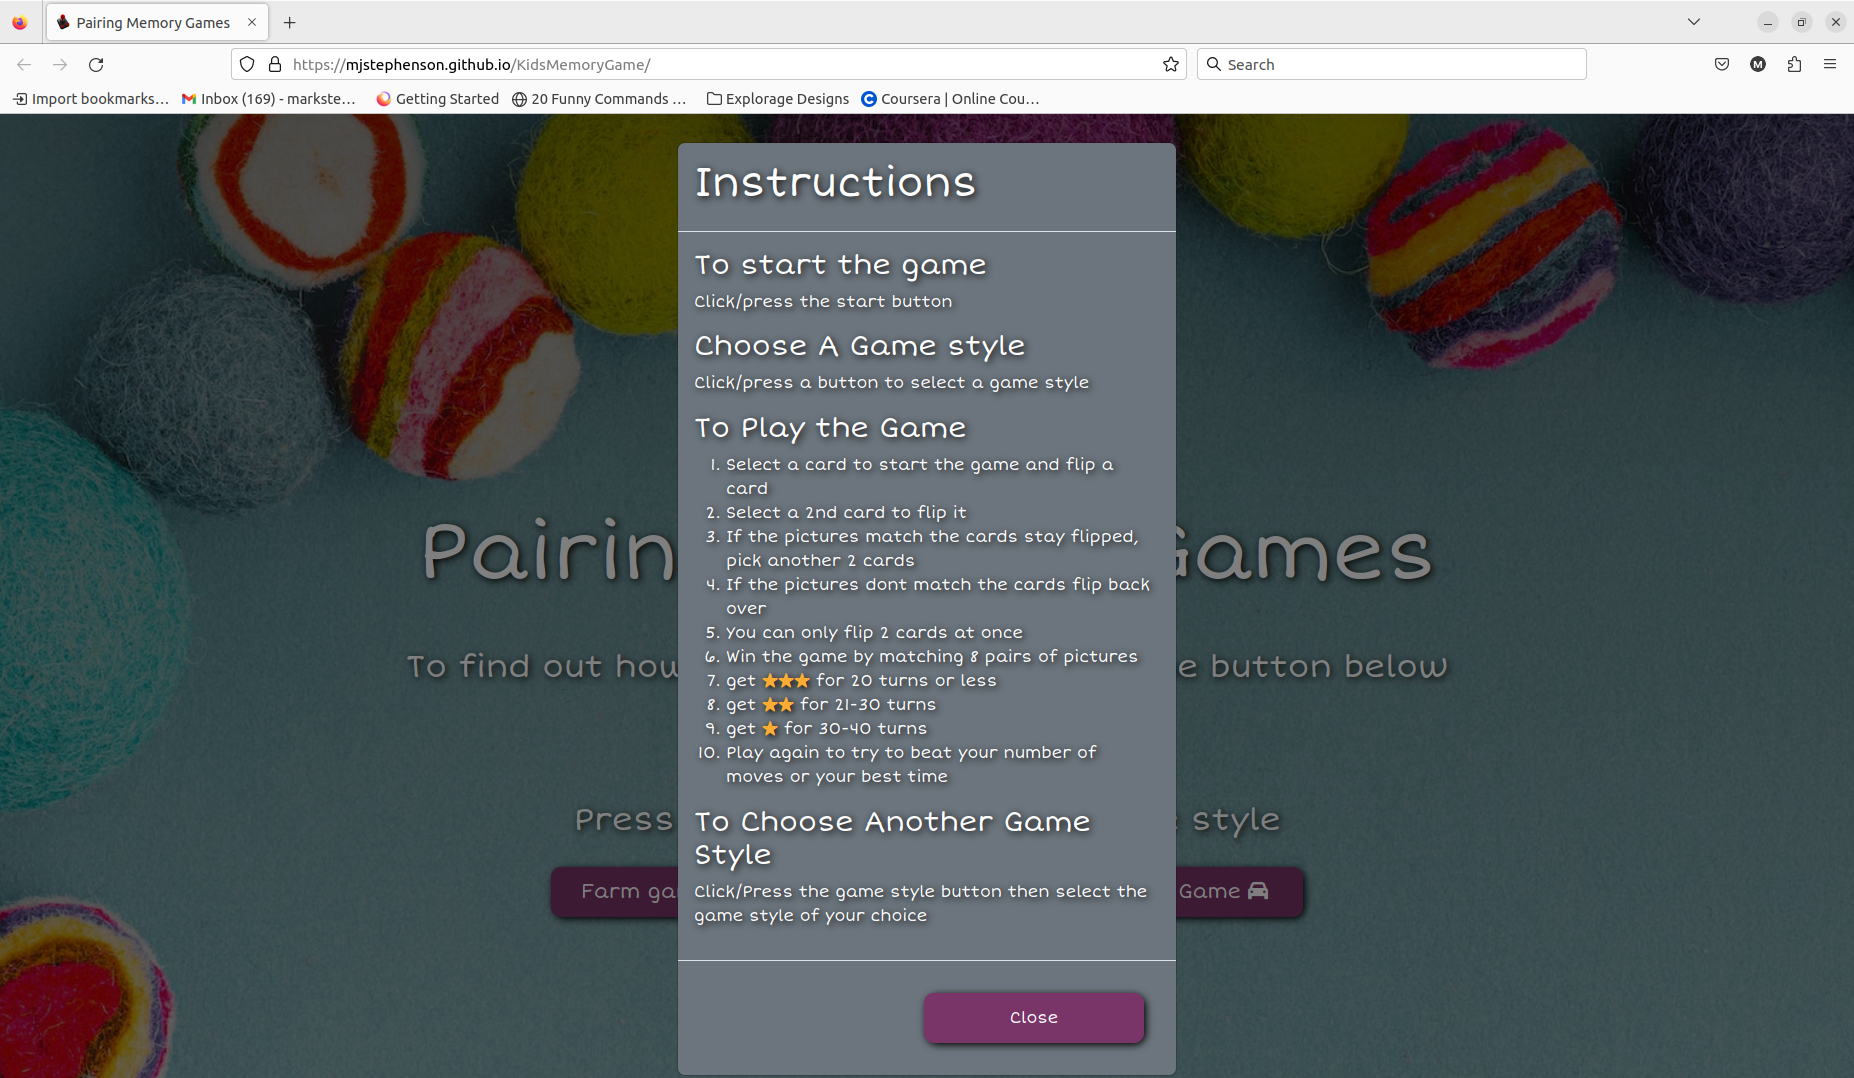 Pairing Memory Games
https://mjstephenson.github.io/KidsMemoryGame/
Search
Import bookmarks…
Inbox (169) - markste…
Getting Started
20 Funny Commands …
Explorage Designs
Coursera | Online Cou…
Instructions
To start the game
Click/press the start button
Choose A Game style
Click/press a button to select a game style
To Play the Game
1. Select a card to start the game and flip a
card
2. Select a 2nd card to flip it
3. If the pictures match the cards stay flipped,
pick another 2 cards
4. If the pictures dont match the cards flip back
over
5. You can only flip 2 cards at once
6. Win the game by matching 8 pairs of pictures
7. get ⭐⭐⭐ for 20 turns or less
8. get ⭐⭐ for 21-30 turns
9. get ⭐ for 30-40 turns
10. Play again to try to beat your number of
moves or your best time
To Choose Another Game
Style
Click/Press the game style button then select the
game style of your choice
Close
Pairin Games
To find out how e button below
Press style
Farm ga Game